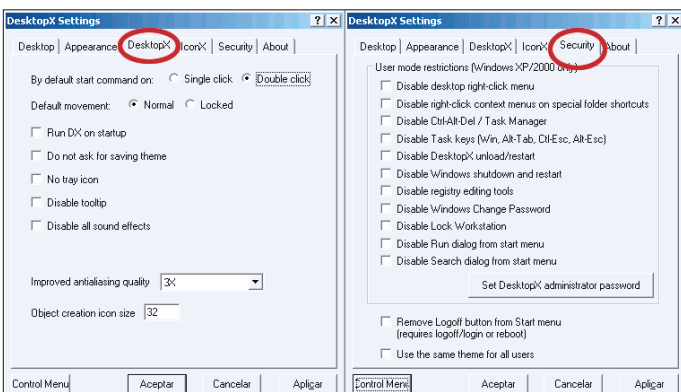 DesktopX Settings
Desktop Appearance DesktopX IconX Security About
By default start command on: Single click Double click
Default movement: Normal Locked
Run DX on startup
Do not ask for saving theme
No tray icon
Disable tooltip
Disable all sound effects
Improved antialiasing quality 3X
Object creation icon size 32
Control Menu Aceptar Cancelar Aplicar
DesktopX Settings
Desktop Appearance DesktopX IconX Security About
User mode restrictions (Windows XP/2000 only)
Disable desktop right-click menu
Disable right-click context menus on special folder shortcuts
Disable Ctrl-Alt-Del / Task Manager
Disable Task keys (Win, Alt-Tab, Ctl-Esc, Alt-Esc)
Disable DesktopX unload/restart
Disable Windows shutdown and restart
Disable registry editing tools
Disable Windows Change Password
Disable Lock Workstation
Disable Run dialog from start menu
Disable Search dialog from start menu
Set DesktopX administrator password
Remove Logoff button from Start menu
(requires logoff/login or reboot)
Use the same theme for all users
Control Menu Aceptar Cancelar Aplicar